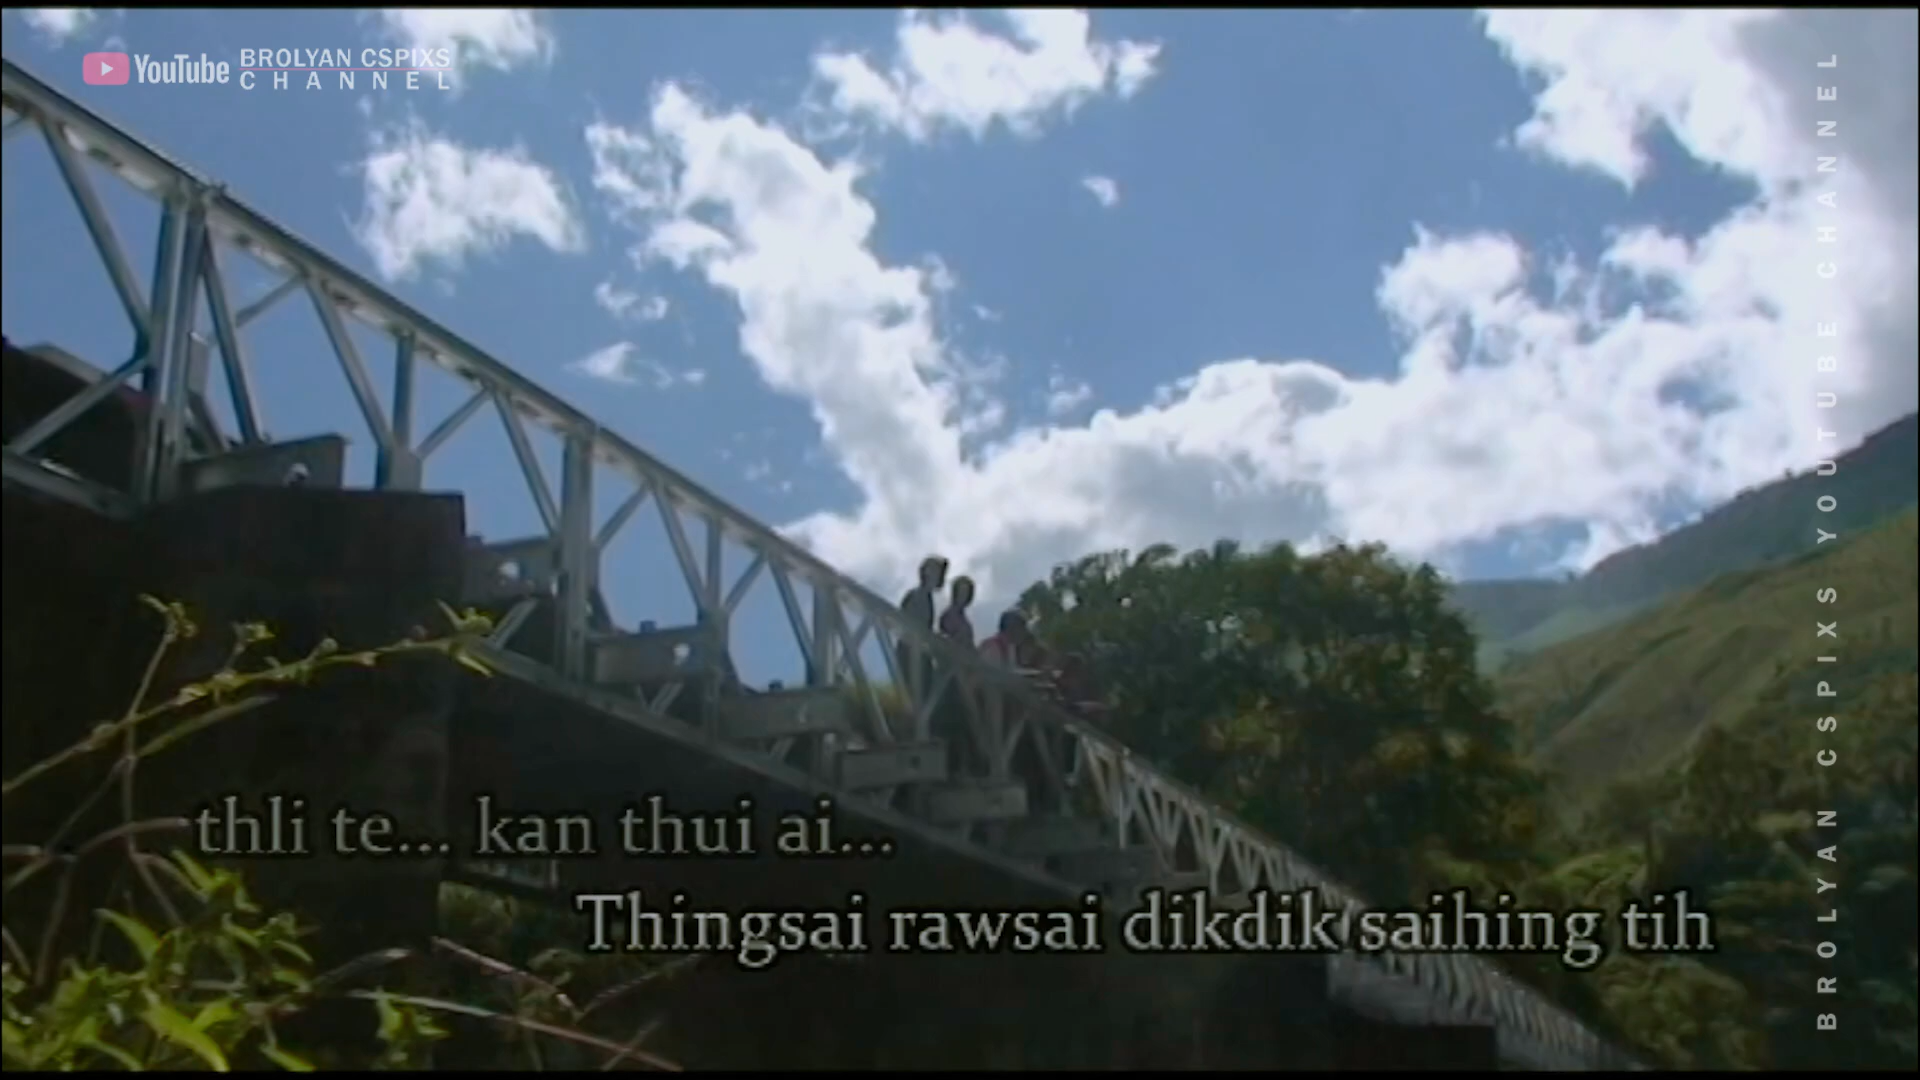 YouTube BROLYAN CSPIXS
CHANNEL
BROLYAN CSPIXS YOUTUBE CHANNEL
thli te... kan thui ai...
Thingsai rawsai dikdik saihing tih